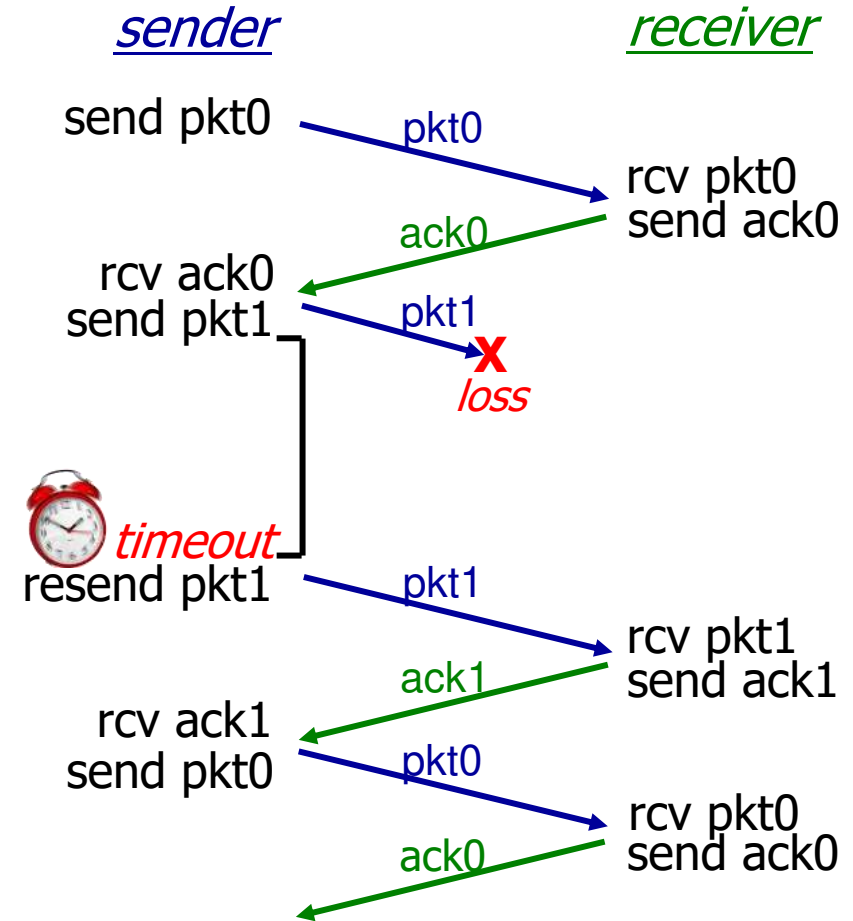 sender
receiver
send pkt0
pkt0
rcv pkt0
send ack0
ack0
rcv ack0
send pkt1
pkt1
X
loss
timeout
resend pkt1
pkt1
rcv pkt1
send ack1
ack1
rcv ack1
send pkt0
pkt0
rcv pkt0
send ack0
ack0